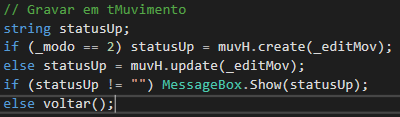 // Gravar em tMuvimento
string statusUp;
if (_modo == 2) statusUp = muvH.create(_editMov);
else statusUp = muvH.update(_editMov);
if (statusUp != "") MessageBox.Show(statusUp);
else voltar();